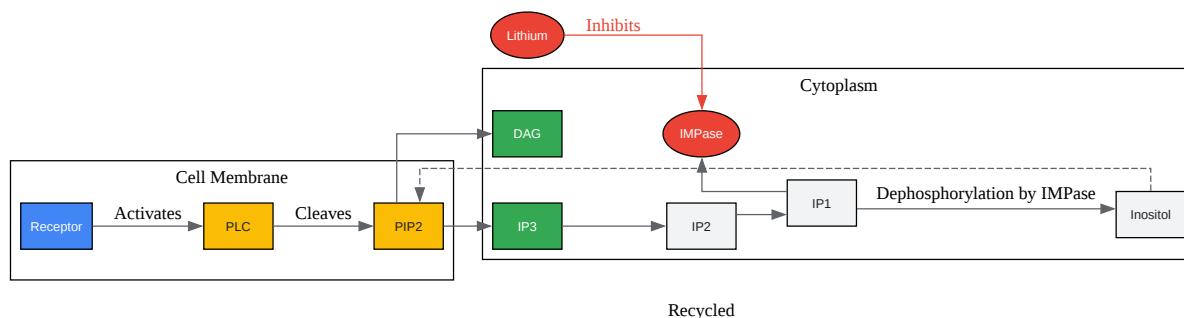 Lithium
Inhibits
Cytoplasm
DAG
IMPase
Cell Membrane
Receptor
Activates
PLC
Cleaves
PIP2
IP3
IP2
IP1
Dephosphorylation by IMPase
Inositol
Recycled